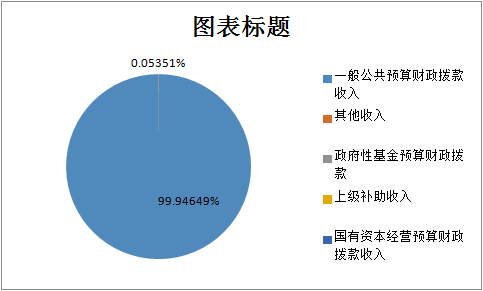 图表标题
0.05351%
99.94649%
一般公共预算财政拨款
收入
其他收入
政府性基金预算财政拨
款
上级补助收入
国有资本经营预算财政
拨款收入